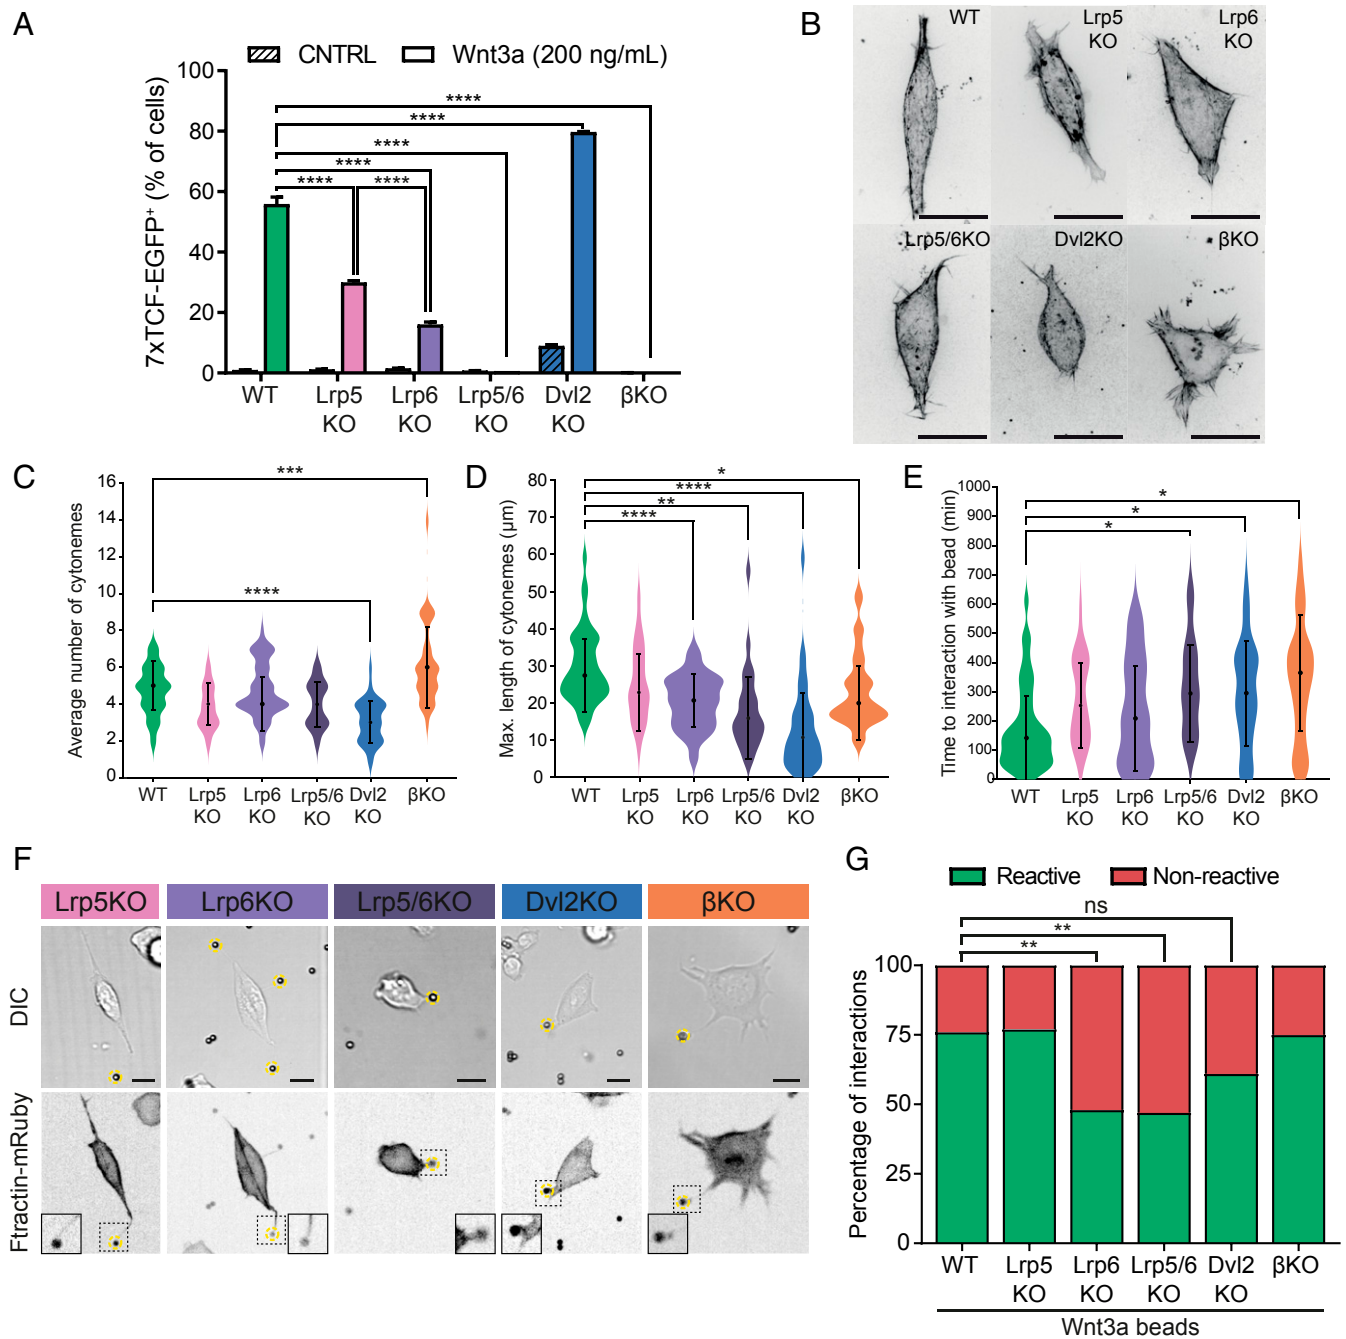 A
CNTRL Wnt3a (200 ng/mL)
7xTCF-EGFP⁺ (% of cells)
100
80
60
40
20
0
****
****
****
****
**** ****
WT Lrp5 KO Lrp6 KO Lrp5/6 KO Dvl2 KO βKO
B
WT Lrp5 KO Lrp6 KO
Lrp5/6KO Dvl2KO βKO
C
Average number of cytonemes
16
14
12
10
8
6
4
2
0
***
****
WT Lrp5 KO Lrp6 KO Lrp5/6 KO Dvl2 KO βKO
D
Max. length of cytonemes (µm)
80
70
60
50
40
30
20
10
0
*
****
**
****
WT Lrp5 KO Lrp6 KO Lrp5/6 KO Dvl2 KO βKO
E
Time to interaction with bead (min)
1000
900
800
700
600
500
400
300
200
100
0
*
*
*
WT Lrp5 KO Lrp6 KO Lrp5/6 KO Dvl2 KO βKO
F
Lrp5KO Lrp6KO Lrp5/6KO Dvl2KO βKO
DIC
Ftractin-mRuby
G
Reactive Non-reactive
Percentage of interactions
100
75
50
25
0
ns
**
**
WT Lrp5 KO Lrp6 KO Lrp5/6 KO Dvl2 KO βKO
Wnt3a beads